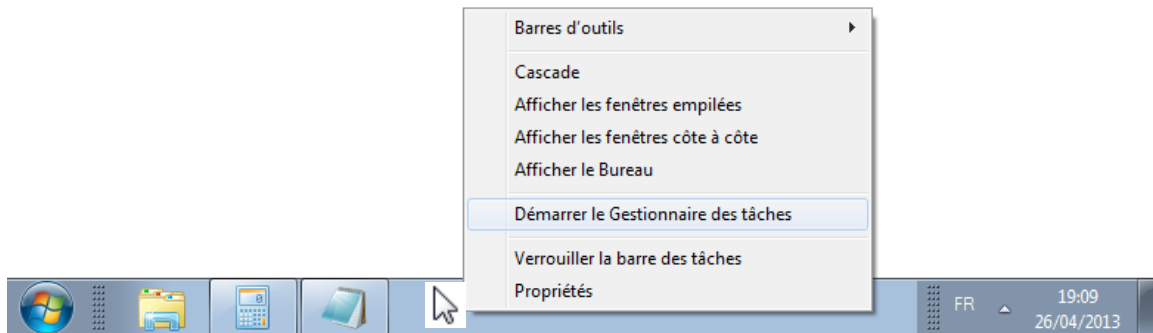 Barres d'outils
Cascade
Afficher les fenêtres empilées
Afficher les fenêtres côte à côte
Afficher le Bureau
Démarrer le Gestionnaire des tâches
Verrouiller la barre des tâches
Propriétés
FR
19:09
26/04/2013